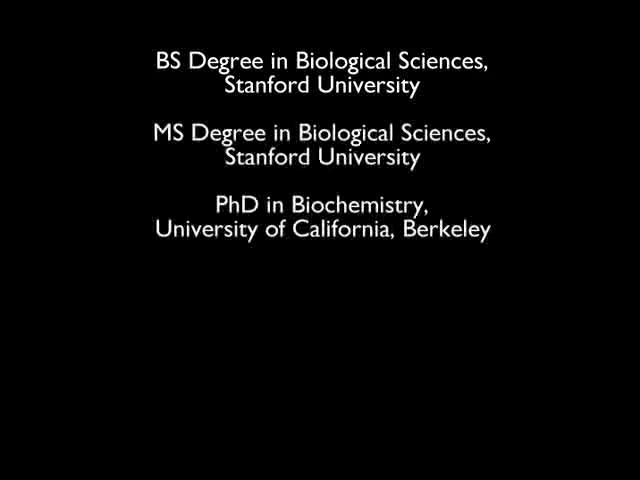 BS Degree in Biological Sciences,
Stanford University
MS Degree in Biological Sciences,
Stanford University
PhD in Biochemistry,
University of California, Berkeley